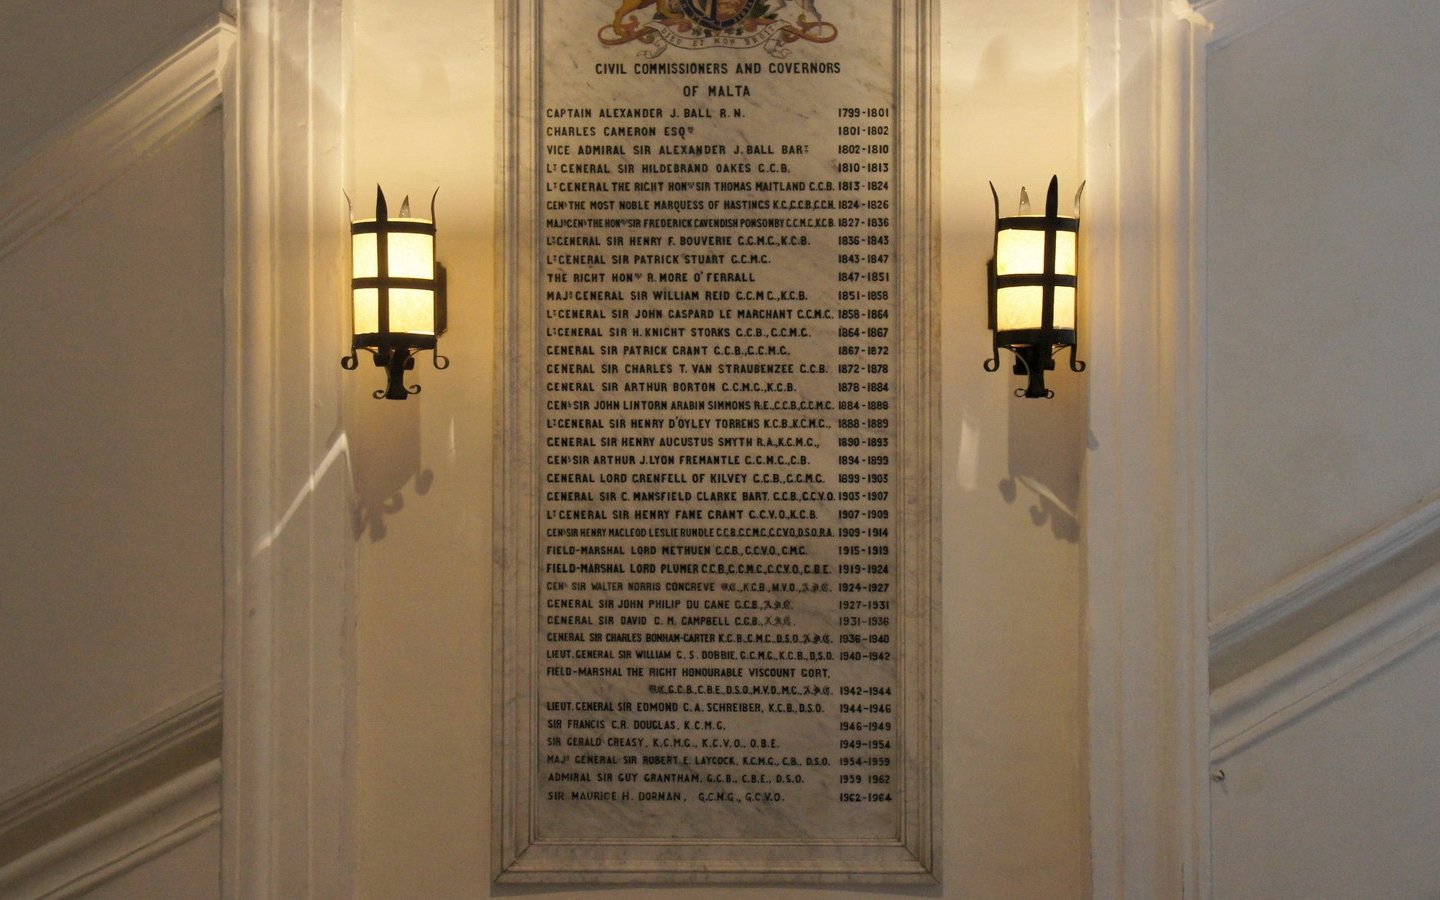 DIEU ET MON DROIT
CIVIL COMMISSIONERS AND GOVERNORS
OF MALTA
CAPTAIN ALEXANDER J. BALL R.N. 1799-1801
CHARLES CAMERON ESQRE 1801-1802
VICE ADMIRAL SIR ALEXANDER J. BALL BART 1802-1810
LT GENERAL SIR HILDEBRAND OAKES G.C.B. 1810-1813
LT GENERAL THE RIGHT HONBLE SIR THOMAS MAITLAND G.C.B. 1813-1824
GENL THE MOST NOBLE MARQUESS OF HASTINGS K.G.,G.C.B.,G.C.H. 1824-1826
MAJR GENL THE HONBLE SIR FREDERICK CAVENDISH PONSONBY G.C.M.G.,K.C.B. 1827-1836
LT GENERAL SIR HENRY F. BOUVERIE G.C.M.G.,K.C.B. 1836-1843
LT GENERAL SIR PATRICK STUART G.C.M.G. 1843-1847
THE RIGHT HONBLE R. MORE O'FERRALL 1847-1851
MAJR GENERAL SIR WILLIAM REID G.C.M.G.,K.C.B. 1851-1858
LT GENERAL SIR JOHN GASPARD LE MARCHANT G.C.M.G. 1858-1864
LT GENERAL SIR H. KNIGHT STORKS G.C.B.,G.C.M.G. 1864-1867
GENERAL SIR PATRICK GRANT G.C.B.,G.C.M.G. 1867-1872
GENERAL SIR CHARLES T. VAN STRAUBENZEE G.C.B. 1872-1878
GENERAL SIR ARTHUR BORTON G.C.M.G.,K.C.B. 1878-1884
GENL SIR JOHN LINTORN ARABIN SIMMONS R.E.,G.C.B.,G.C.M.G. 1884-1888
LT GENERAL SIR HENRY D'OYLEY TORRENS K.C.B.,K.C.M.G., 1888-1889
GENERAL SIR HENRY AUGUSTUS SMYTH R.A.,K.C.M.G., 1890-1893
GENL SIR ARTHUR J. LYON FREMANTLE G.C.M.G.,C.B. 1894-1899
GENERAL LORD GRENFELL OF KILVEY G.C.B.,G.C.M.G. 1899-1903
GENERAL SIR C. MANSFIELD CLARKE BART. G.C.B.,G.C.V.O. 1903-1907
LT GENERAL SIR HENRY FANE GRANT G.C.V.O.,K.C.B. 1907-1909
GENL SIR HENRY MACLEOD LESLIE RUNDLE G.C.B.,G.C.M.G.,G.C.V.O.,D.S.O.,R.A. 1909-1914
FIELD-MARSHAL LORD METHUEN G.C.B.,G.C.V.O.,C.M.G. 1915-1919
FIELD-MARSHAL LORD PLUMER G.C.B.,G.C.M.G.,G.C.V.O.,G.B.E. 1919-1924
GENL SIR WALTER NORRIS CONGREVE V.C.,K.C.B.,M.V.O.,A.D.C. 1924-1927
GENERAL SIR JOHN PHILIP DU CANE G.C.B.,A.D.C. 1927-1931
GENERAL SIR DAVID G. M. CAMPBELL G.C.B.,A.D.C. 1931-1936
GENERAL SIR CHARLES BONHAM-CARTER K.C.B.,C.M.G.,D.S.O.,A.D.C. 1936-1940
LIEUT. GENERAL SIR WILLIAM G. S. DOBBIE, G.C.M.G.,K.C.B.,D.S.O. 1940-1942
FIELD-MARSHAL THE RIGHT HONOURABLE VISCOUNT GORT,
V.C.,G.C.B.,C.B.E.,D.S.O.,M.V.O.,M.C.,A.D.C. 1942-1944
LIEUT. GENERAL SIR EDMOND C. A. SCHREIBER, K.C.B.,D.S.O. 1944-1946
SIR FRANCIS C.R. DOUGLAS, K.C.M.G. 1946-1949
SIR GERALD CREASY, K.C.M.G., K.C.V.O., O.B.E. 1949-1954
MAJR GENERAL SIR ROBERT E. LAYCOCK, K.C.M.G., C.B., D.S.O. 1954-1959
ADMIRAL SIR GUY GRANTHAM, G.C.B., C.B.E., D.S.O. 1959 1962
SIR MAURICE H. DORMAN, G.C.M.G., G.C.V.O. 1962-1964